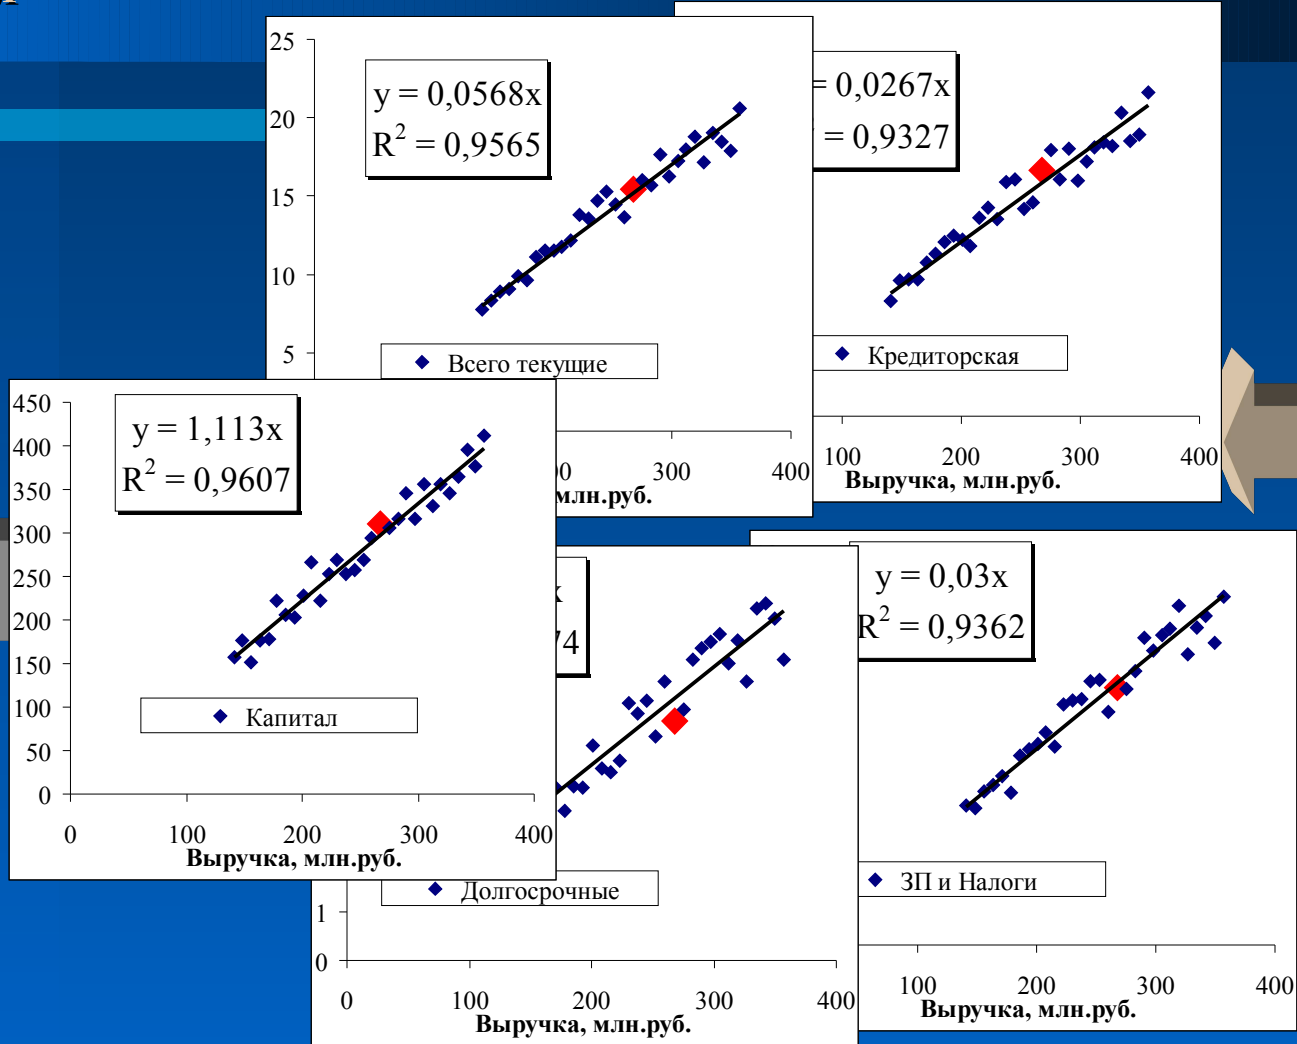 25
20
15
10
5
y = 0,0568x
R² = 0,9565
Всего текущие
300
400
млн.руб.
= 0,0267x
= 0,9327
Кредиторская
100
200
300
400
Выручка, млн.руб.
450
400
350
300
250
200
150
100
50
0
y = 1,113x
R² = 0,9607
Капитал
0
100
200
300
400
Выручка, млн.руб.
74
Долгосрочные
1
0
0
100
200
300
400
Выручка, млн.руб.
y = 0,03x
R² = 0,9362
ЗП и Налоги
100
200
300
400
Выручка, млн.руб.